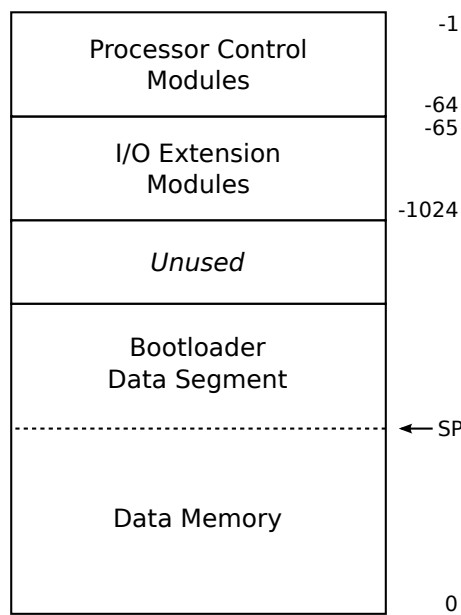 Processor Control
Modules
-1
-64
-65
I/O Extension
Modules
-1024
Unused
Bootloader
Data Segment
SP
Data Memory
0